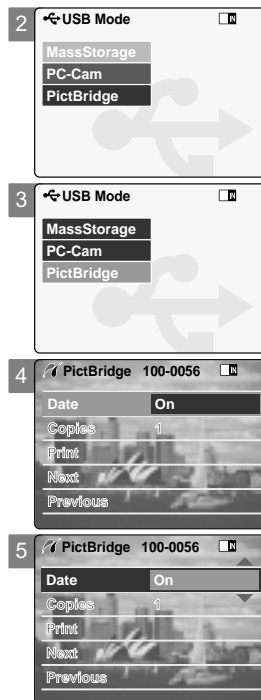 2
USB Mode
N
MassStorage
PC-Cam
PictBridge
3
USB Mode
N
MassStorage
PC-Cam
PictBridge
4
PictBridge 100-0056
N
Date On
Copies 1
Print
Next
Previous
5
PictBridge 100-0056
N
Date On
Copies 1
Print
Next
Previous